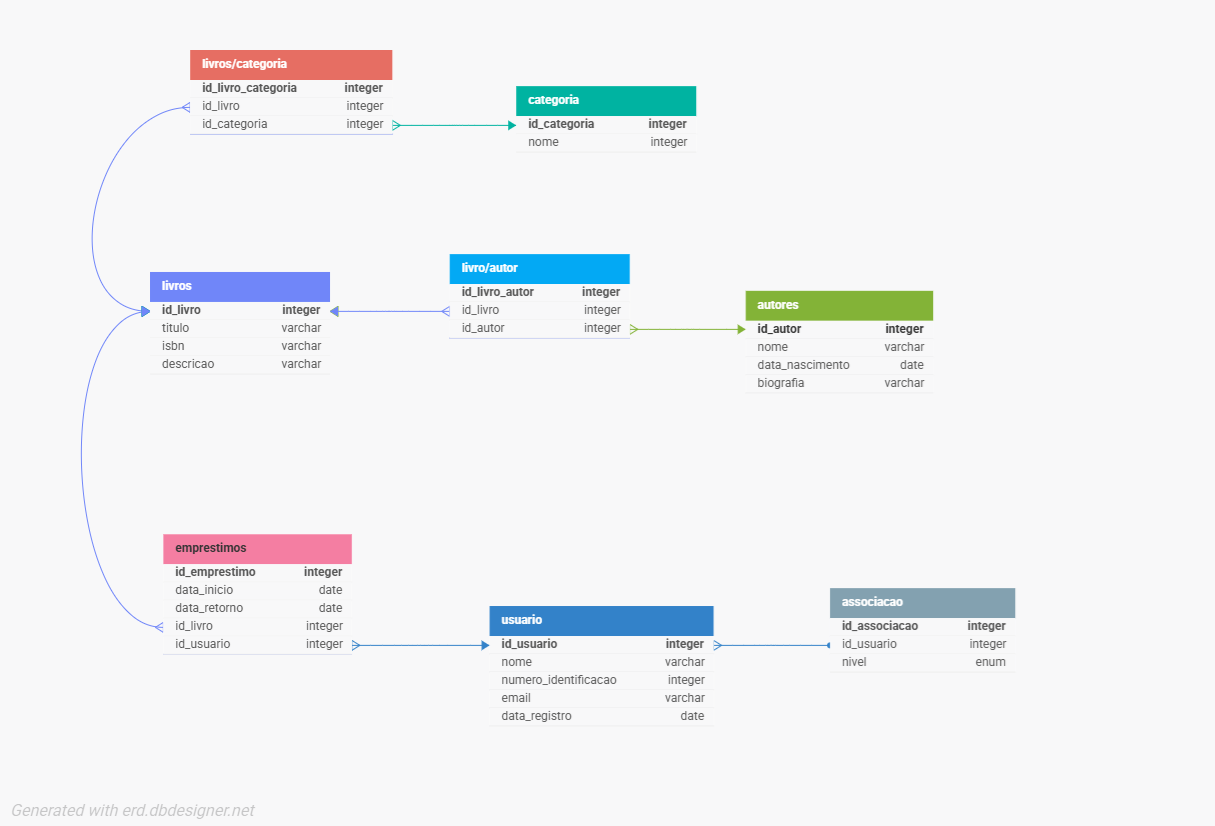 livros/categoria
id_livro_categoria integer
id_livro integer
id_categoria integer
categoria
id_categoria integer
nome integer
livros
id_livro integer
titulo varchar
isbn varchar
descricao varchar
livro/autor
id_livro_autor integer
id_livro integer
id_autor integer
autores
id_autor integer
nome varchar
data_nascimento date
biografia varchar
emprestimos
id_emprestimo integer
data_inicio date
data_retorno date
id_livro integer
id_usuario integer
usuario
id_usuario integer
nome varchar
numero_identificacao integer
email varchar
data_registro date
associacao
id_associacao integer
id_usuario integer
nivel enum
Generated with erd.dbdesigner.net